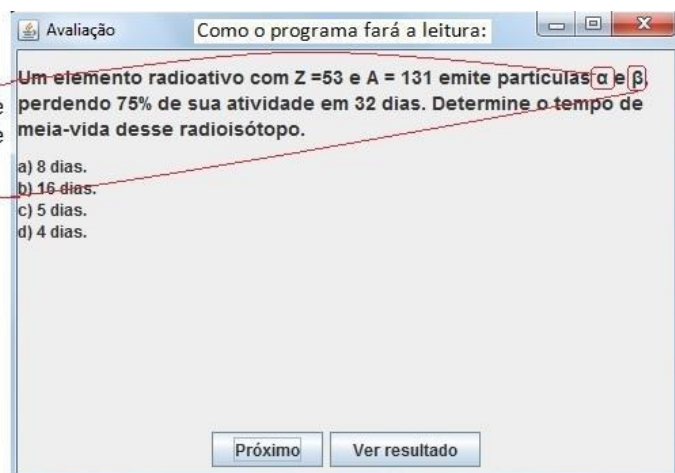 Avaliação
Como o programa fará a leitura:
Um elemento radioativo com Z =53 e A = 131 emite partículas α e β,
perdendo 75% de sua atividade em 32 dias. Determine o tempo de
meia-vida desse radioisótopo.
a) 8 dias.
b) 16 dias.
c) 5 dias.
d) 4 dias.
Próximo
Ver resultado